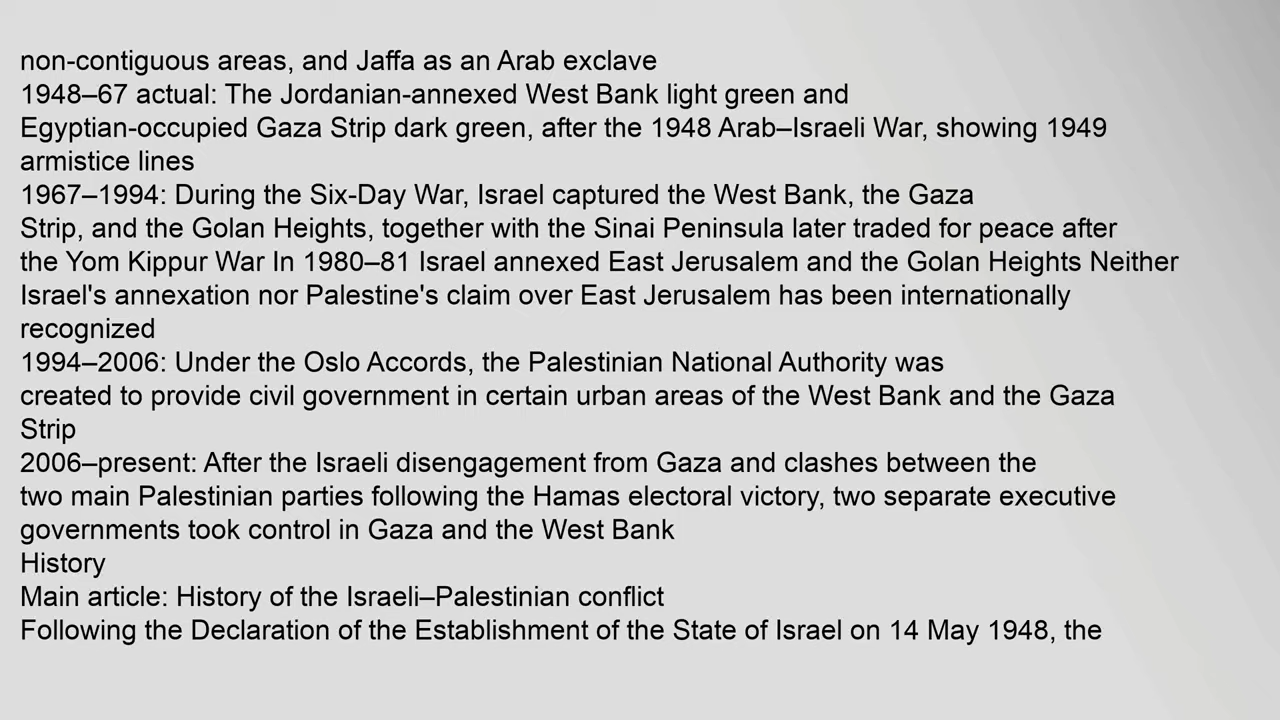 non-contiguous areas, and Jaffa as an Arab exclave
1948–67 actual: The Jordanian-annexed West Bank light green and
Egyptian-occupied Gaza Strip dark green, after the 1948 Arab–Israeli War, showing 1949
armistice lines
1967–1994: During the Six-Day War, Israel captured the West Bank, the Gaza
Strip, and the Golan Heights, together with the Sinai Peninsula later traded for peace after
the Yom Kippur War In 1980–81 Israel annexed East Jerusalem and the Golan Heights Neither
Israel's annexation nor Palestine's claim over East Jerusalem has been internationally
recognized
1994–2006: Under the Oslo Accords, the Palestinian National Authority was
created to provide civil government in certain urban areas of the West Bank and the Gaza
Strip
2006–present: After the Israeli disengagement from Gaza and clashes between the
two main Palestinian parties following the Hamas electoral victory, two separate executive
governments took control in Gaza and the West Bank
History
Main article: History of the Israeli–Palestinian conflict
Following the Declaration of the Establishment of the State of Israel on 14 May 1948, the